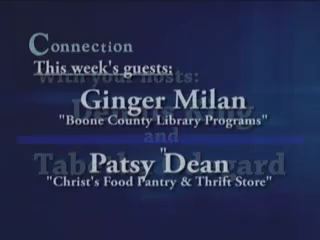 Connection
This week's guests:
With your hosts:
Ginger Milan
"Boone County Library Programs"
and
"
Patsy Dean
"Christ's Food Pantry & Thrift Store"